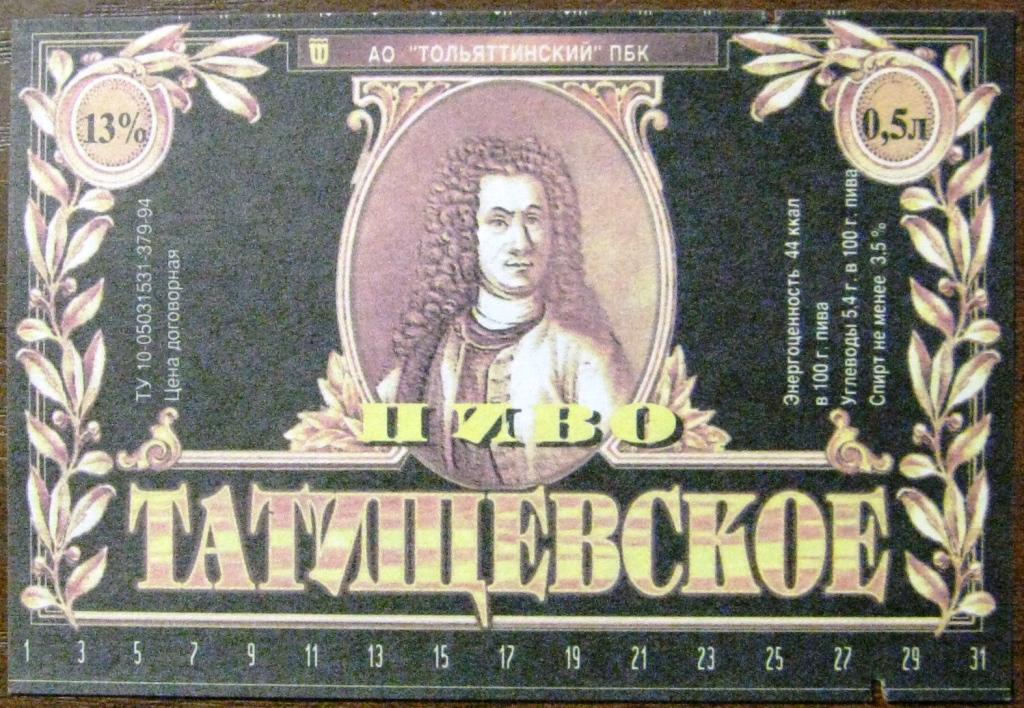 АО "ТОЛЬЯТТИНСКИЙ" ПБК
13%
0,5л
ТУ 10-05031531-379-94
Цена договорная
Энергоценность 44 ккал
в 100 г. пива
Углеводы 5,4 г. в 100 г. пива
Спирт не менее 3,5 %
ПИВО
ТАТИЩЕВСКОЕ
1 3 5 7 9 11 13 15 17 19 21 23 25 27 29 31